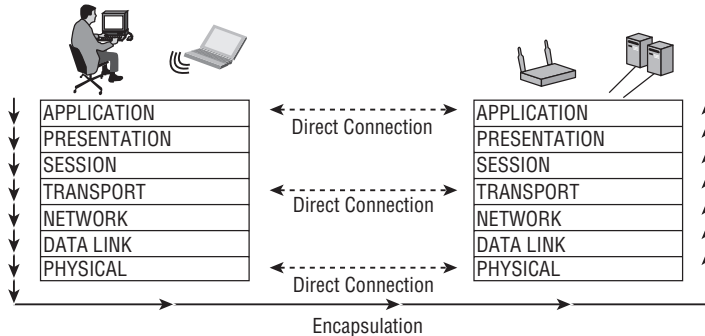 APPLICATION
PRESENTATION
SESSION
TRANSPORT
NETWORK
DATA LINK
PHYSICAL
Direct Connection
Direct Connection
Direct Connection
APPLICATION
PRESENTATION
SESSION
TRANSPORT
NETWORK
DATA LINK
PHYSICAL
Encapsulation